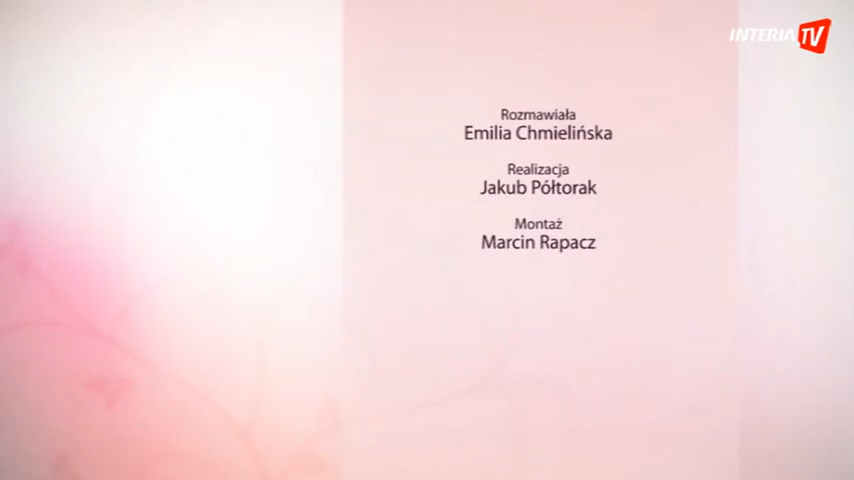 INTERIA TV
Rozmawiała
Emilia Chmielińska
Realizacja
Jakub Półtorak
Montaż
Marcin Rapacz